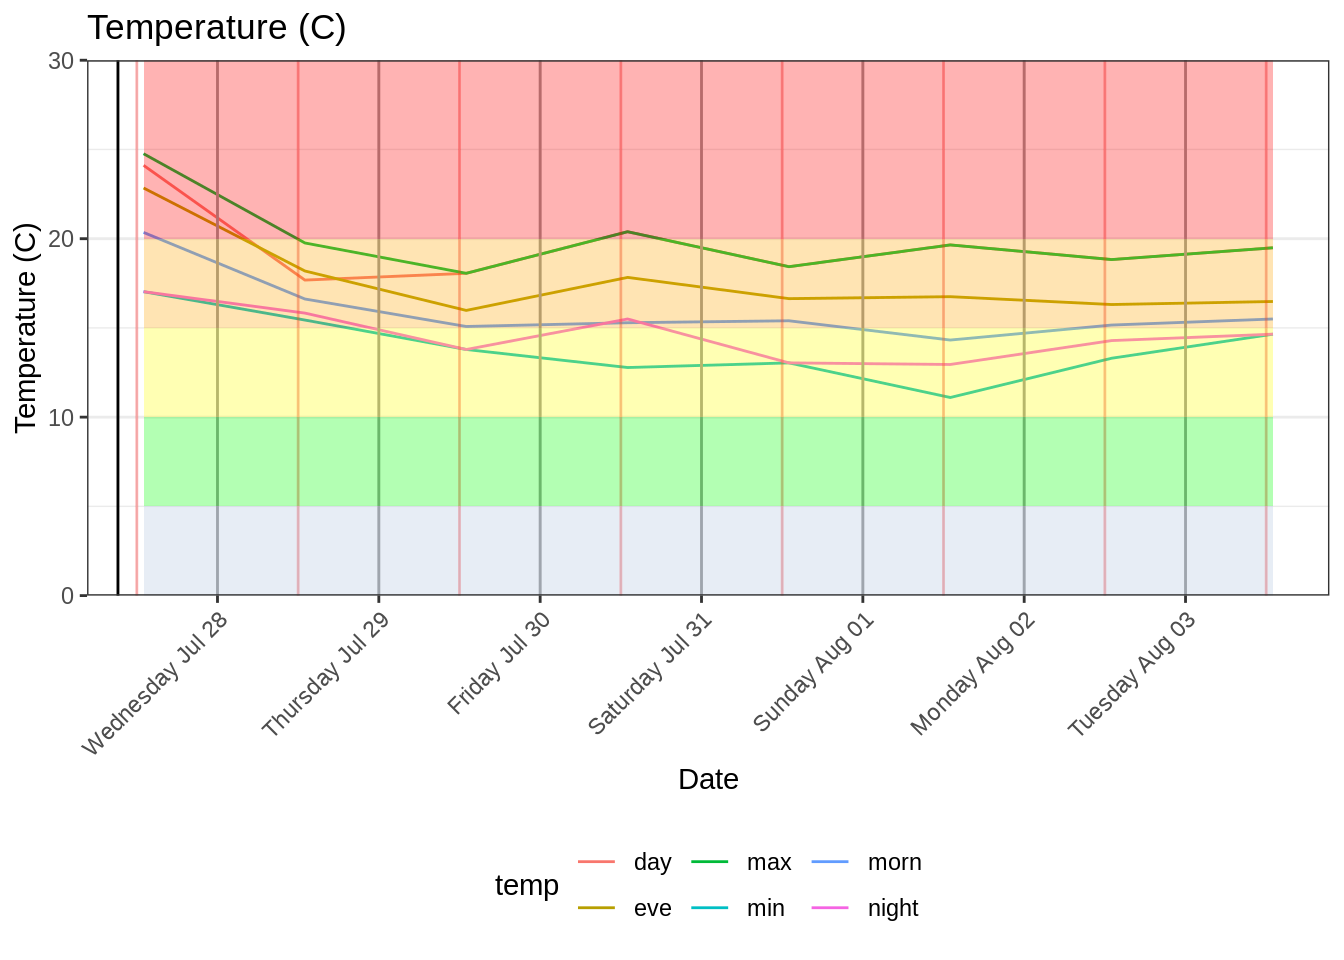 Temperature (C)
30
20
10
0
Temperature (C)
Wednesday Jul 28
Thursday Jul 29
Friday Jul 30
Saturday Jul 31
Sunday Aug 01
Monday Aug 02
Tuesday Aug 03
Date
temp
day max morn
eve min night